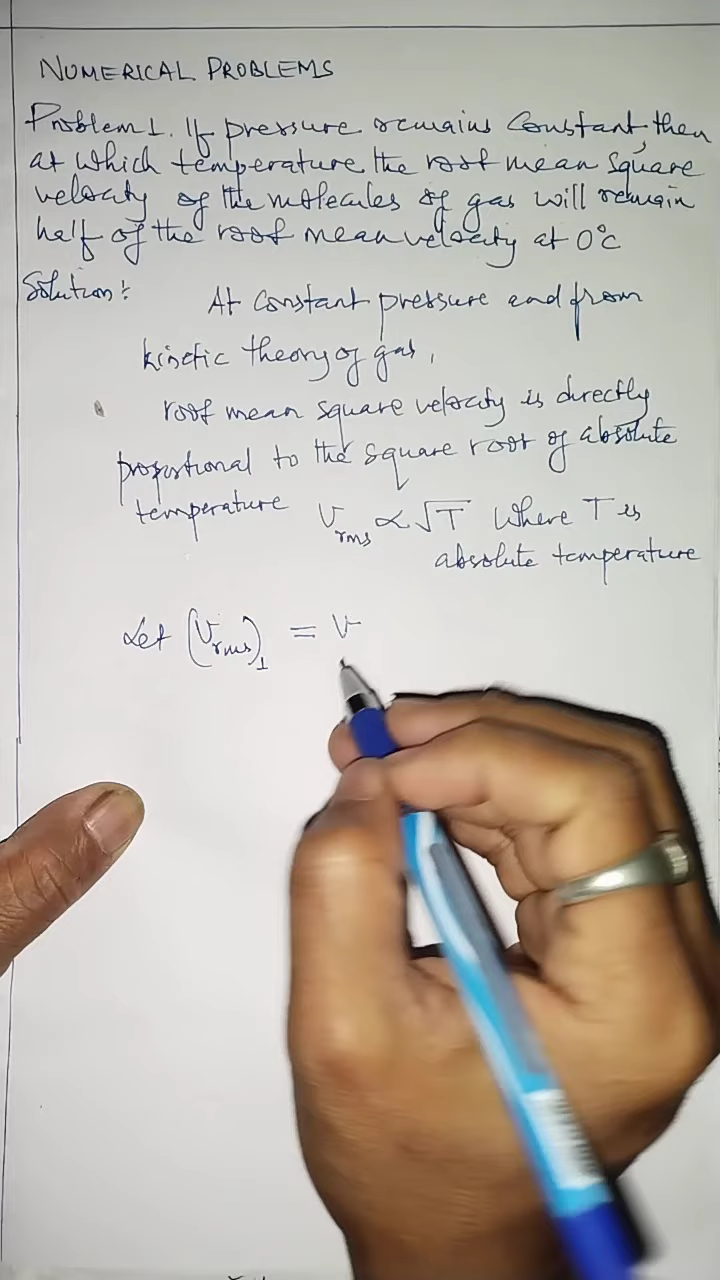 NUMERICAL PROBLEMS
Problem 1. If pressure remains constant, then
at which temperature the root mean square
velocity of the molecules of gas will remain
half of the root mean velocity at 0°C
Solution:
At constant pressure and from
kinetic theory of gas,
root mean square velocity is directly
proportional to the square root of absolute
temperature V_rms ∝ √T where T is
absolute temperature
Let (V_rms)_1 = V